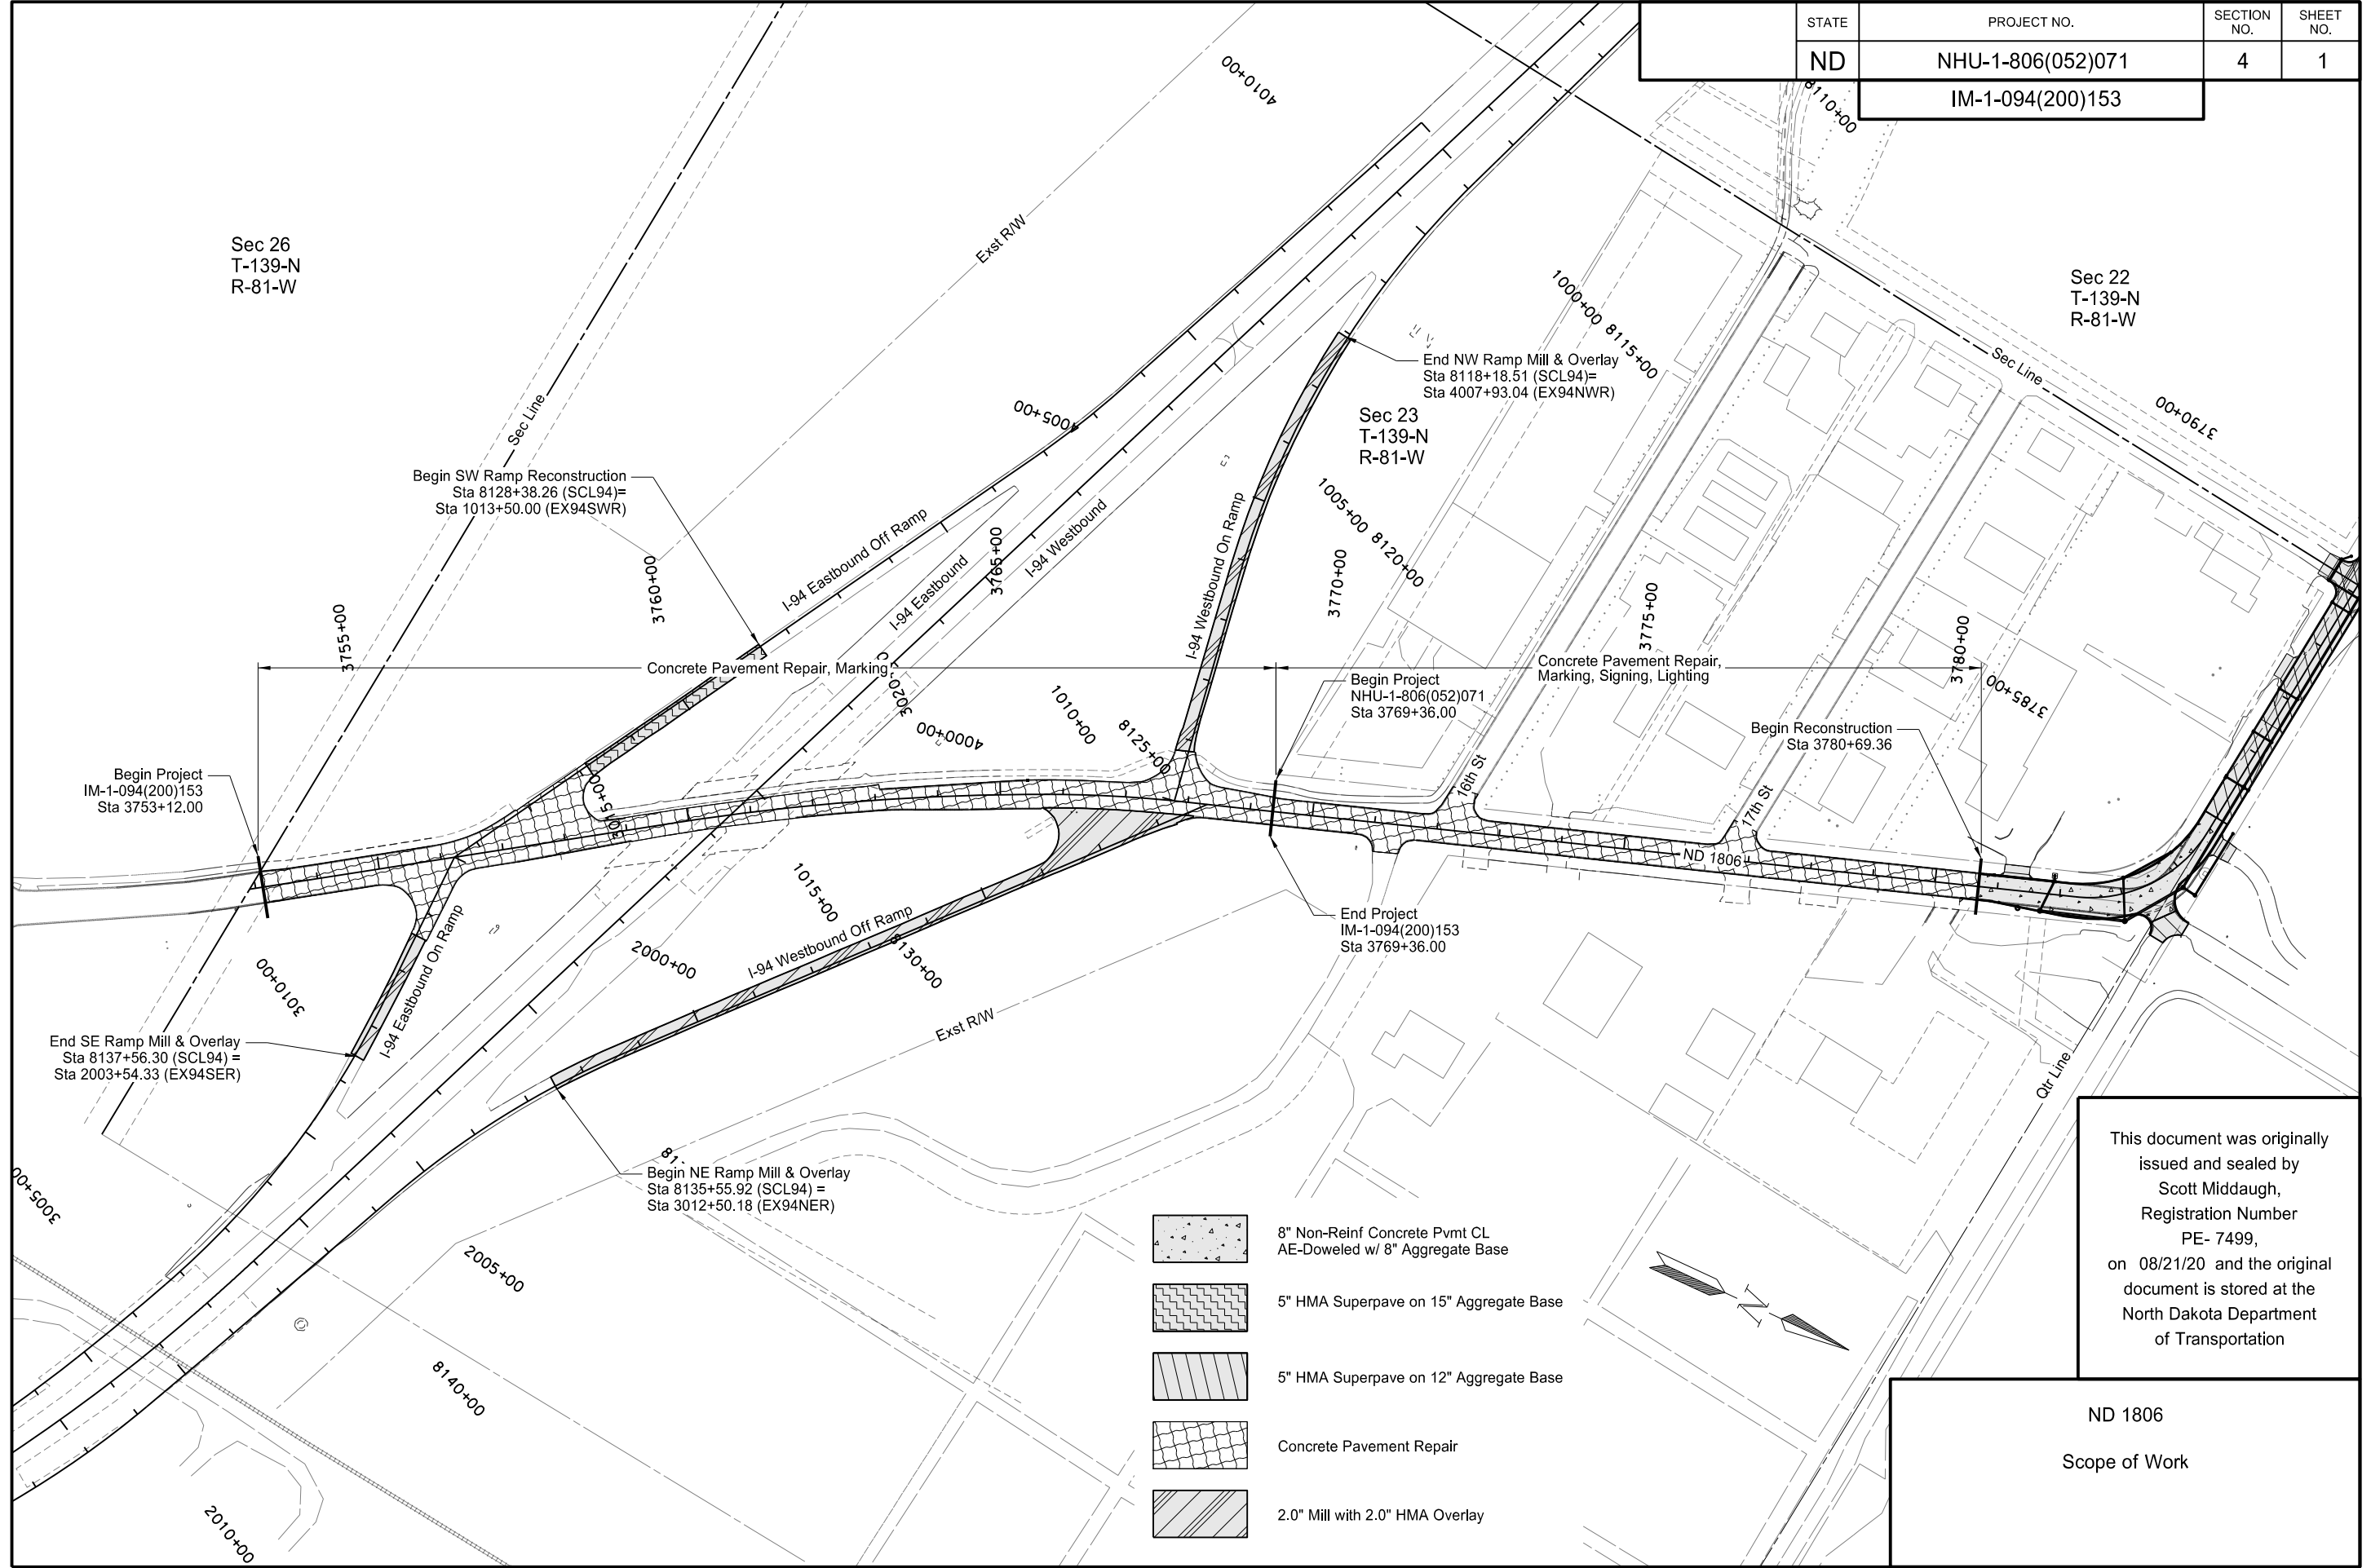 STATE
PROJECT NO.
SECTION
NO.
SHEET
NO.
ND
NHU-1-806(052)071
4
1
IM-1-094(200)153
8110+00
4010+00
Exst R/W
Sec 26
T-139-N
R-81-W
Sec 22
T-139-N
R-81-W
1000+00
8115+00
Sec Line
3790+00
End NW Ramp Mill & Overlay
Sta 8118+18.51 (SCL94)=
Sta 4007+93.04 (EX94NWR)
Sec 23
T-139-N
R-81-W
4005+00
Sec Line
Begin SW Ramp Reconstruction
Sta 8128+38.26 (SCL94)=
Sta 1013+50.00 (EX94SWR)
I-94 Eastbound Off Ramp
I-94 Eastbound
3765+00
I-94 Westbound
I-94 Westbound On Ramp
1005+00
8120+00
3755+00
3760+00
3770+00
3775+00
3780+00
3785+00
Concrete Pavement Repair, Marking
Concrete Pavement Repair,
Marking, Signing, Lighting
Begin Project
NHU-1-806(052)071
Sta 3769+36.00
4000+00
1010+00
8125+00
Begin Reconstruction
Sta 3780+69.36
Begin Project
IM-1-094(200)153
Sta 3753+12.00
3015+00
16th St
17th St
ND 1806
1015+00
2000+00
I-94 Westbound Off Ramp
8130+00
End Project
IM-1-094(200)153
Sta 3769+36.00
3010+00
I-94 Eastbound On Ramp
Exst R/W
End SE Ramp Mill & Overlay
Sta 8137+56.30 (SCL94) =
Sta 2003+54.33 (EX94SER)
Qtr Line
Begin NE Ramp Mill & Overlay
Sta 8135+55.92 (SCL94) =
Sta 3012+50.18 (EX94NER)
3005+00
2005+00
8140+00
2010+00
8" Non-Reinf Concrete Pvmt CL
AE-Doweled w/ 8" Aggregate Base
5" HMA Superpave on 15" Aggregate Base
5" HMA Superpave on 12" Aggregate Base
Concrete Pavement Repair
2.0" Mill with 2.0" HMA Overlay
N
This document was originally
issued and sealed by
Scott Middaugh,
Registration Number
PE- 7499,
on 08/21/20 and the original
document is stored at the
North Dakota Department
of Transportation
ND 1806
Scope of Work